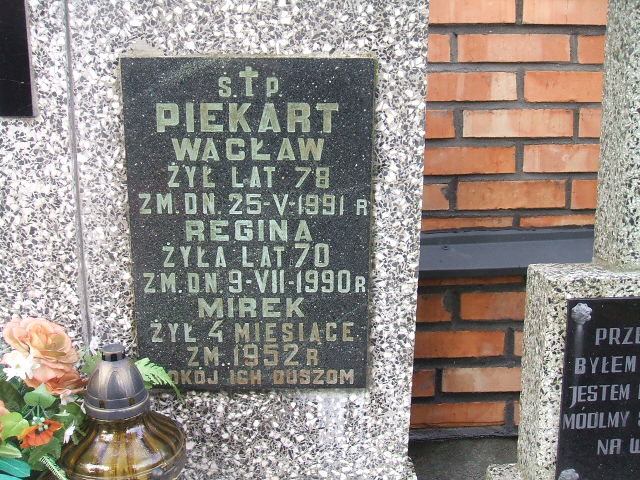 Ś.✝P.
PIEKART
WACŁAW
ŻYŁ LAT 78
ZM. DN. 25-V-1991 R
REGINA
ŻYŁA LAT 70
ZM. DN. 9-VII-1990 R
MIREK
ŻYŁ 4 MIESIĄCE
ZM. 1952 R
POKÓJ ICH DUSZOM
BYŁEM
JESTEM
MÓDLMY
NA